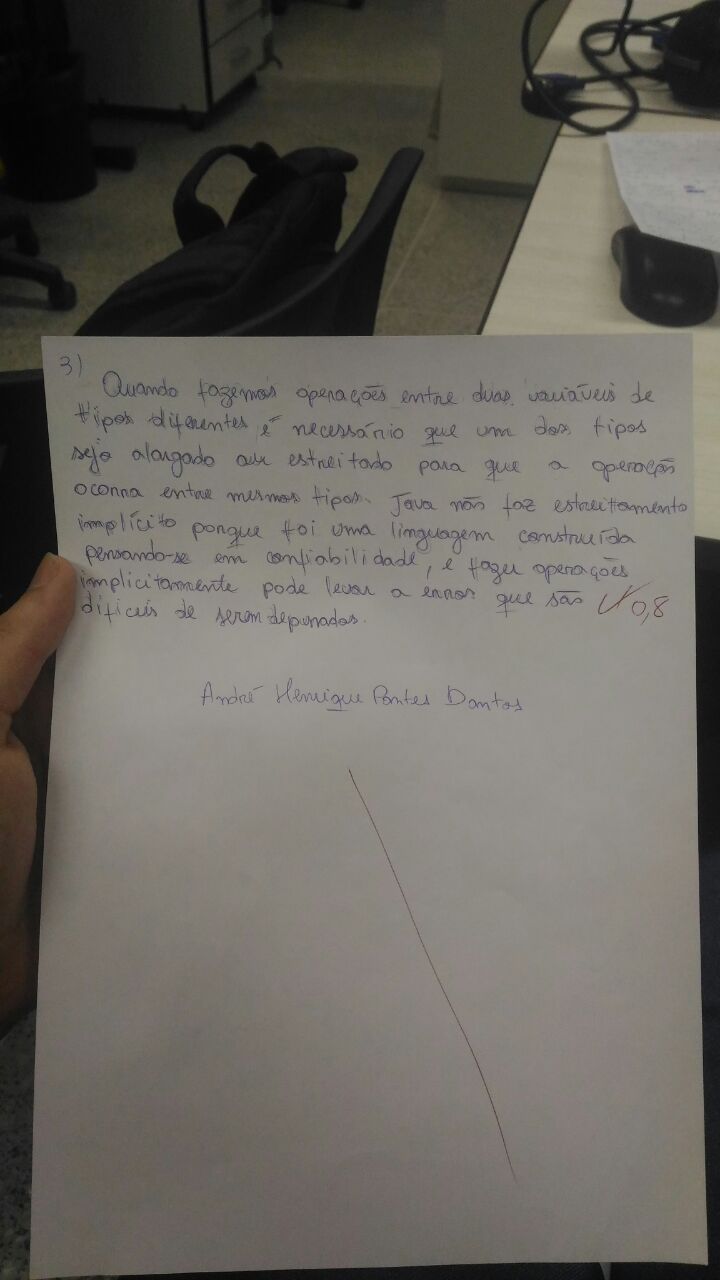 3)
Quando fazemos operações entre duas variáveis de
tipos diferentes é necessário que um dos tipos
seja alargado ou estreitado para que a operação
ocorra entre mesmos tipos. Java não faz estreitamento
implícito porque foi uma linguagem construída
pensando-se em confiabilidade, e fazer operações
implicitamente pode levar a erros que são
difíceis de serem depurados.
0,8
André Henrique Pontes Dantas